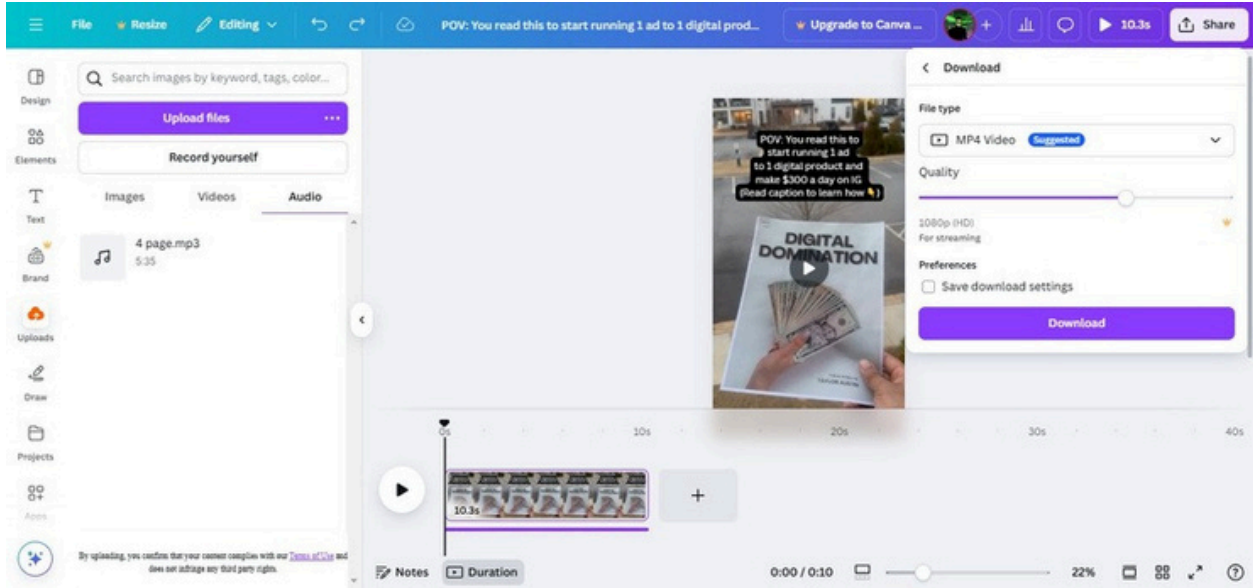 File
Resize
Editing
POV: You read this to start running 1 ad to 1 digital prod...
Upgrade to Canva ...
10.3s
Share
Design
Elements
Text
Brand
Uploads
Draw
Projects
Apps
Search images by keyword, tags, color...
Upload files
Record yourself
Images Videos Audio
4 page.mp3
5:35
By uploading, you confirm that your content complies with our Terms of Use and
does not infringe any third party rights.
POV: You read this to
start running 1 ad
to 1 digital product and
make $300 a day on IG
(Read caption to learn how 👇)
DIGITAL
DOMINATION
Download
File type
MP4 Video Suggested
Quality
1080p (HD)
For streaming
Preferences
Save download settings
Download
0s 10s 20s 30s 40s
10.3s
Notes
Duration
0:00 / 0:10
22%